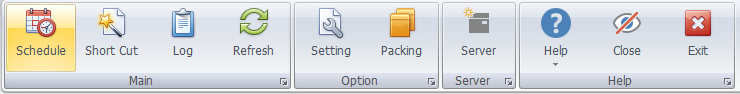 Schedule Short Cut Log Refresh Setting Packing Server Help Close Exit
Main Option Server Help